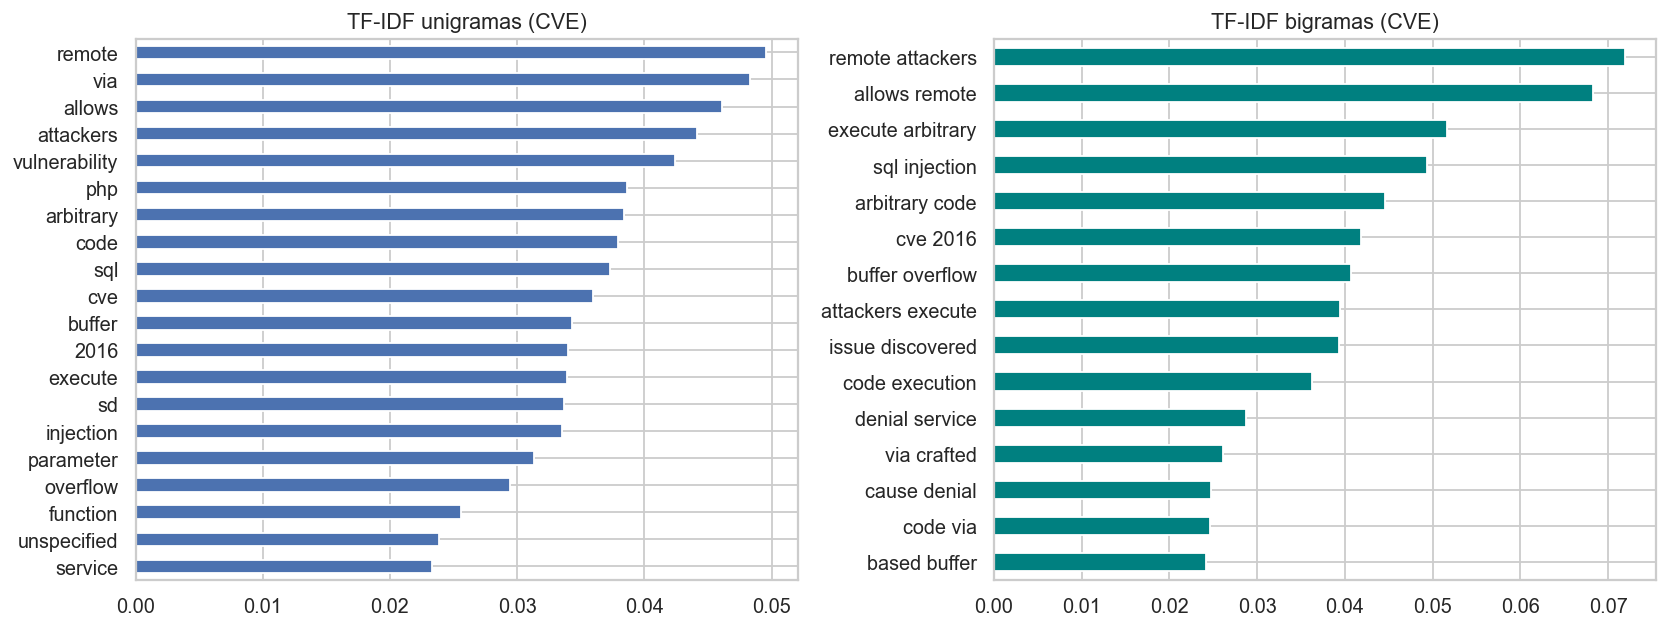 TF-IDF unigramas (CVE)
remote
via
allows
attackers
vulnerability
php
arbitrary
code
sql
cve
buffer
2016
execute
sd
injection
parameter
overflow
function
unspecified
service
0.00 0.01 0.02 0.03 0.04 0.05
TF-IDF bigramas (CVE)
remote attackers
allows remote
execute arbitrary
sql injection
arbitrary code
cve 2016
buffer overflow
attackers execute
issue discovered
code execution
denial service
via crafted
cause denial
code via
based buffer
0.00 0.01 0.02 0.03 0.04 0.05 0.06 0.07